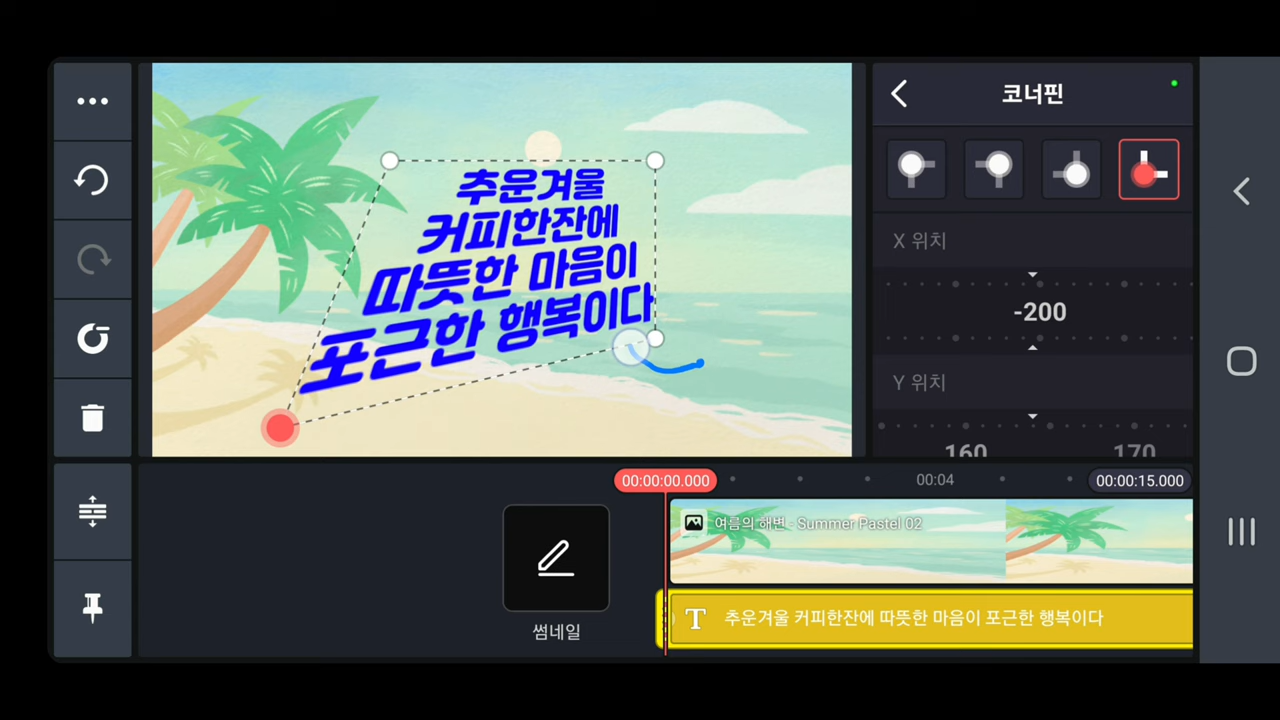 코너핀
추운겨울
커피한잔에
따뜻한 마음이
포근한 행복이다
X 위치
-200
Y 위치
160 170
00:00:00.000 00:04 00:00:15.000
여름의 해변 - Summer Pastel 02
T 추운겨울 커피한잔에 따뜻한 마음이 포근한 행복이다
썸네일